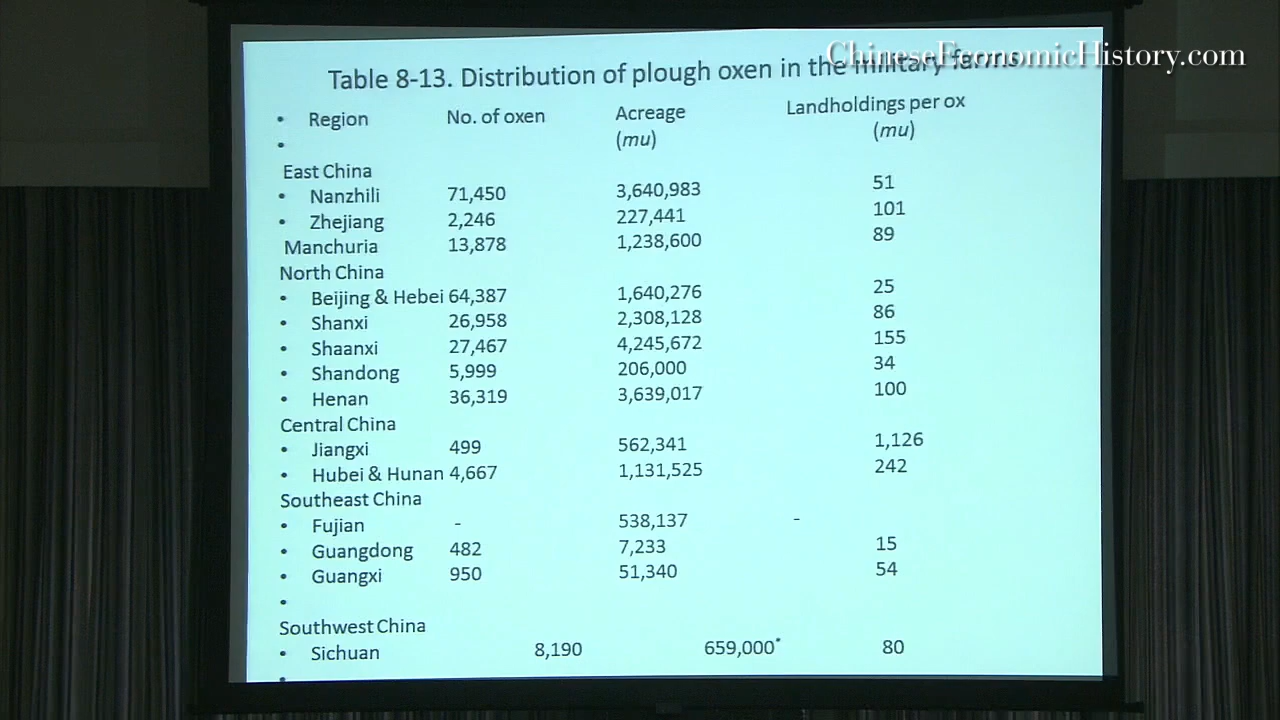 ChineseEconomicHistory.com
Table 8-13. Distribution of plough oxen in the military farms
• Region No. of oxen Acreage (mu) Landholdings per ox (mu)
•
East China
• Nanzhili 71,450 3,640,983 51
• Zhejiang 2,246 227,441 101
Manchuria 13,878 1,238,600 89
North China
• Beijing & Hebei 64,387 1,640,276 25
• Shanxi 26,958 2,308,128 86
• Shaanxi 27,467 4,245,672 155
• Shandong 5,999 206,000 34
• Henan 36,319 3,639,017 100
Central China
• Jiangxi 499 562,341 1,126
• Hubei & Hunan 4,667 1,131,525 242
Southeast China
• Fujian - 538,137 -
• Guangdong 482 7,233 15
• Guangxi 950 51,340 54
•
Southwest China
• Sichuan 8,190 659,000* 80
•